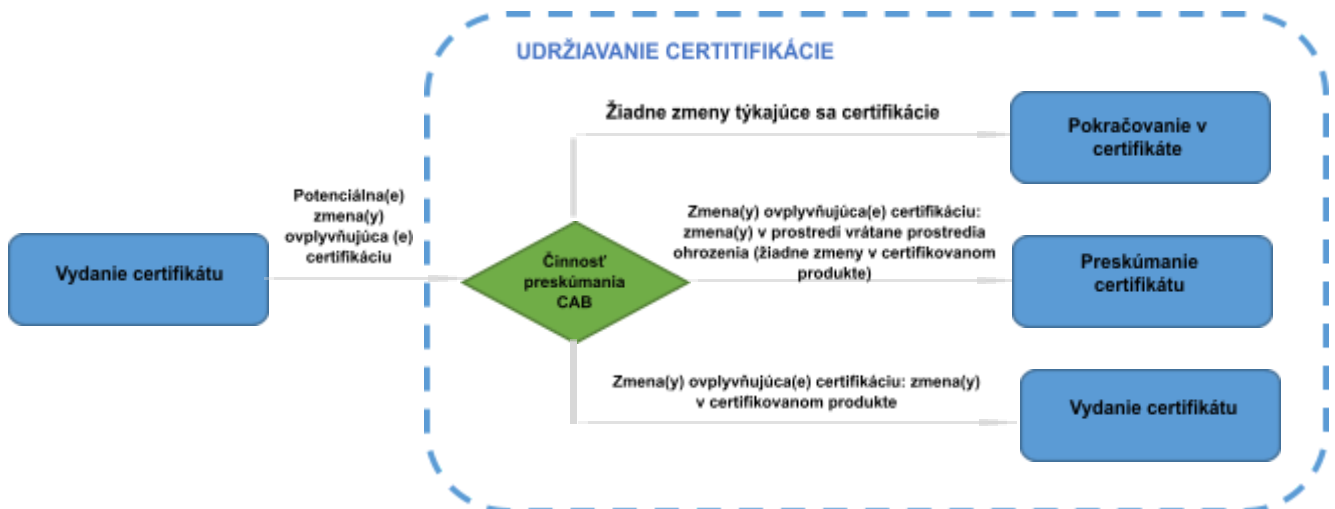 UDRŽIAVANIE CERTITIFIKÁCIE
Žiadne zmeny týkajúce sa certifikácie
Pokračovanie v
certifikáte
Potenciálna(e)
zmena(y)
ovplyvňujúca (e)
certifikáciu
Zmena(y) ovplyvňujúca(e) certifikáciu:
zmena(y) v prostredí vrátane prostredia
ohrozenia (žiadne zmeny v certifikovanom
produkte)
Vydanie certifikátu
Činnosť
preskúmania
CAB
Preskúmanie
certifikátu
Zmena(y) ovplyvňujúca(e) certifikáciu: zmena(y)
v certifikovanom produkte
Vydanie certifikátu